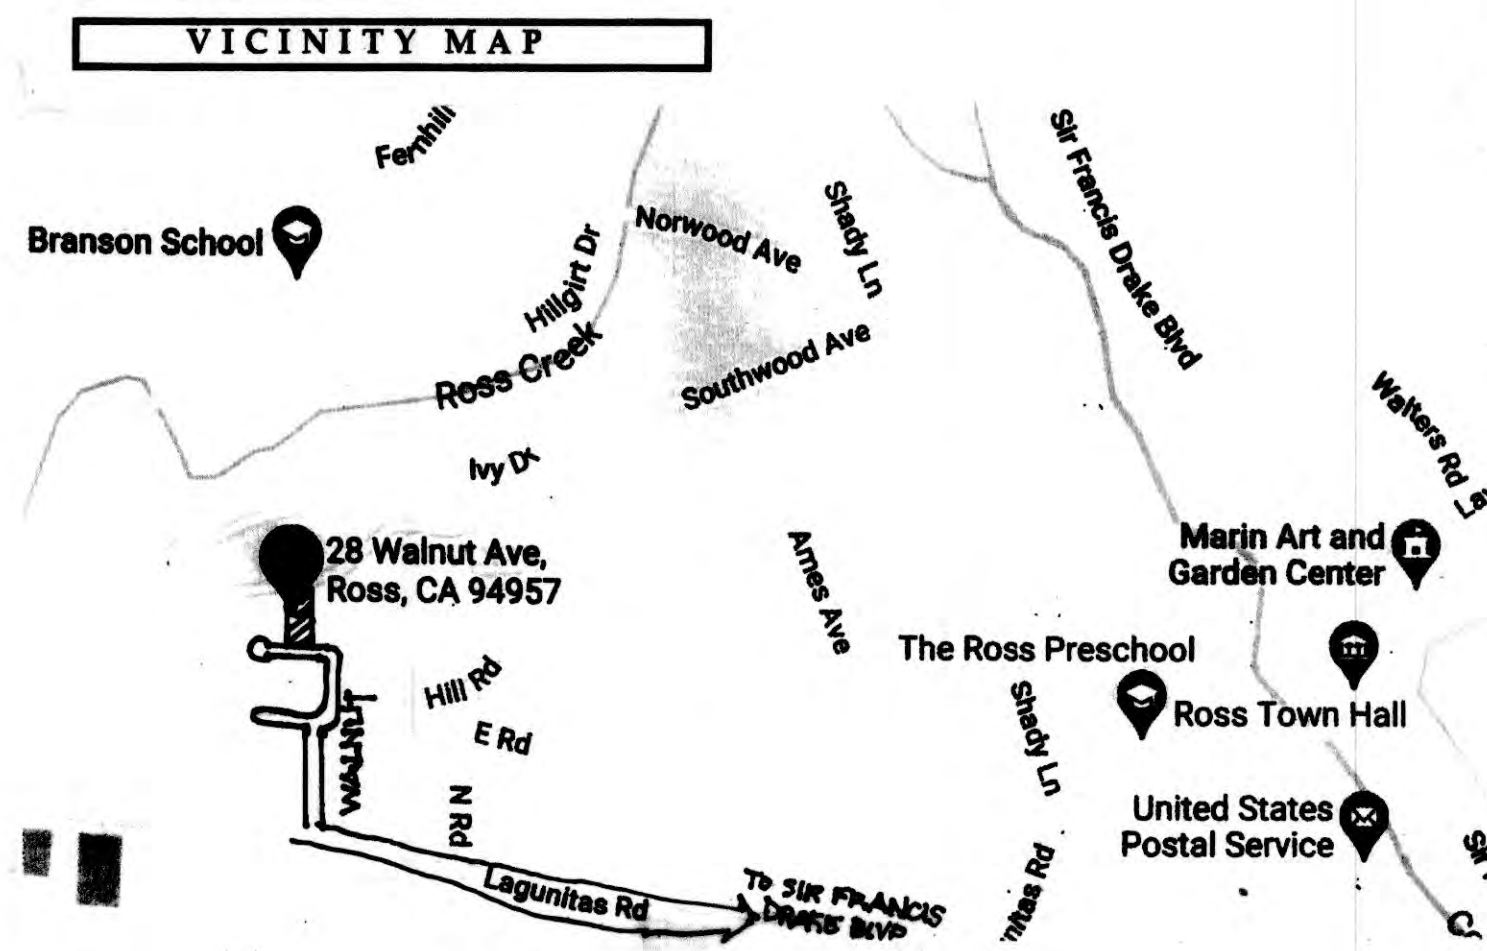 VICINITY MAP
Fernhill
Branson School
Hillgirt Dr
Norwood Ave
Shady Ln
Sir Francis Drake Blvd
Ross Creek
Southwood Ave
Walters Rd
Ivy Dr
28 Walnut Ave,
Ross, CA 94957
Ames Ave
Marin Art and
Garden Center
The Ross Preschool
Ross Town Hall
Hill Rd
E Rd
WALNUT
N Rd
Shady Ln
United States
Postal Service
Lagunitas Rd
TO SIR FRANCIS
DRAKE BLVD
nitas Rd